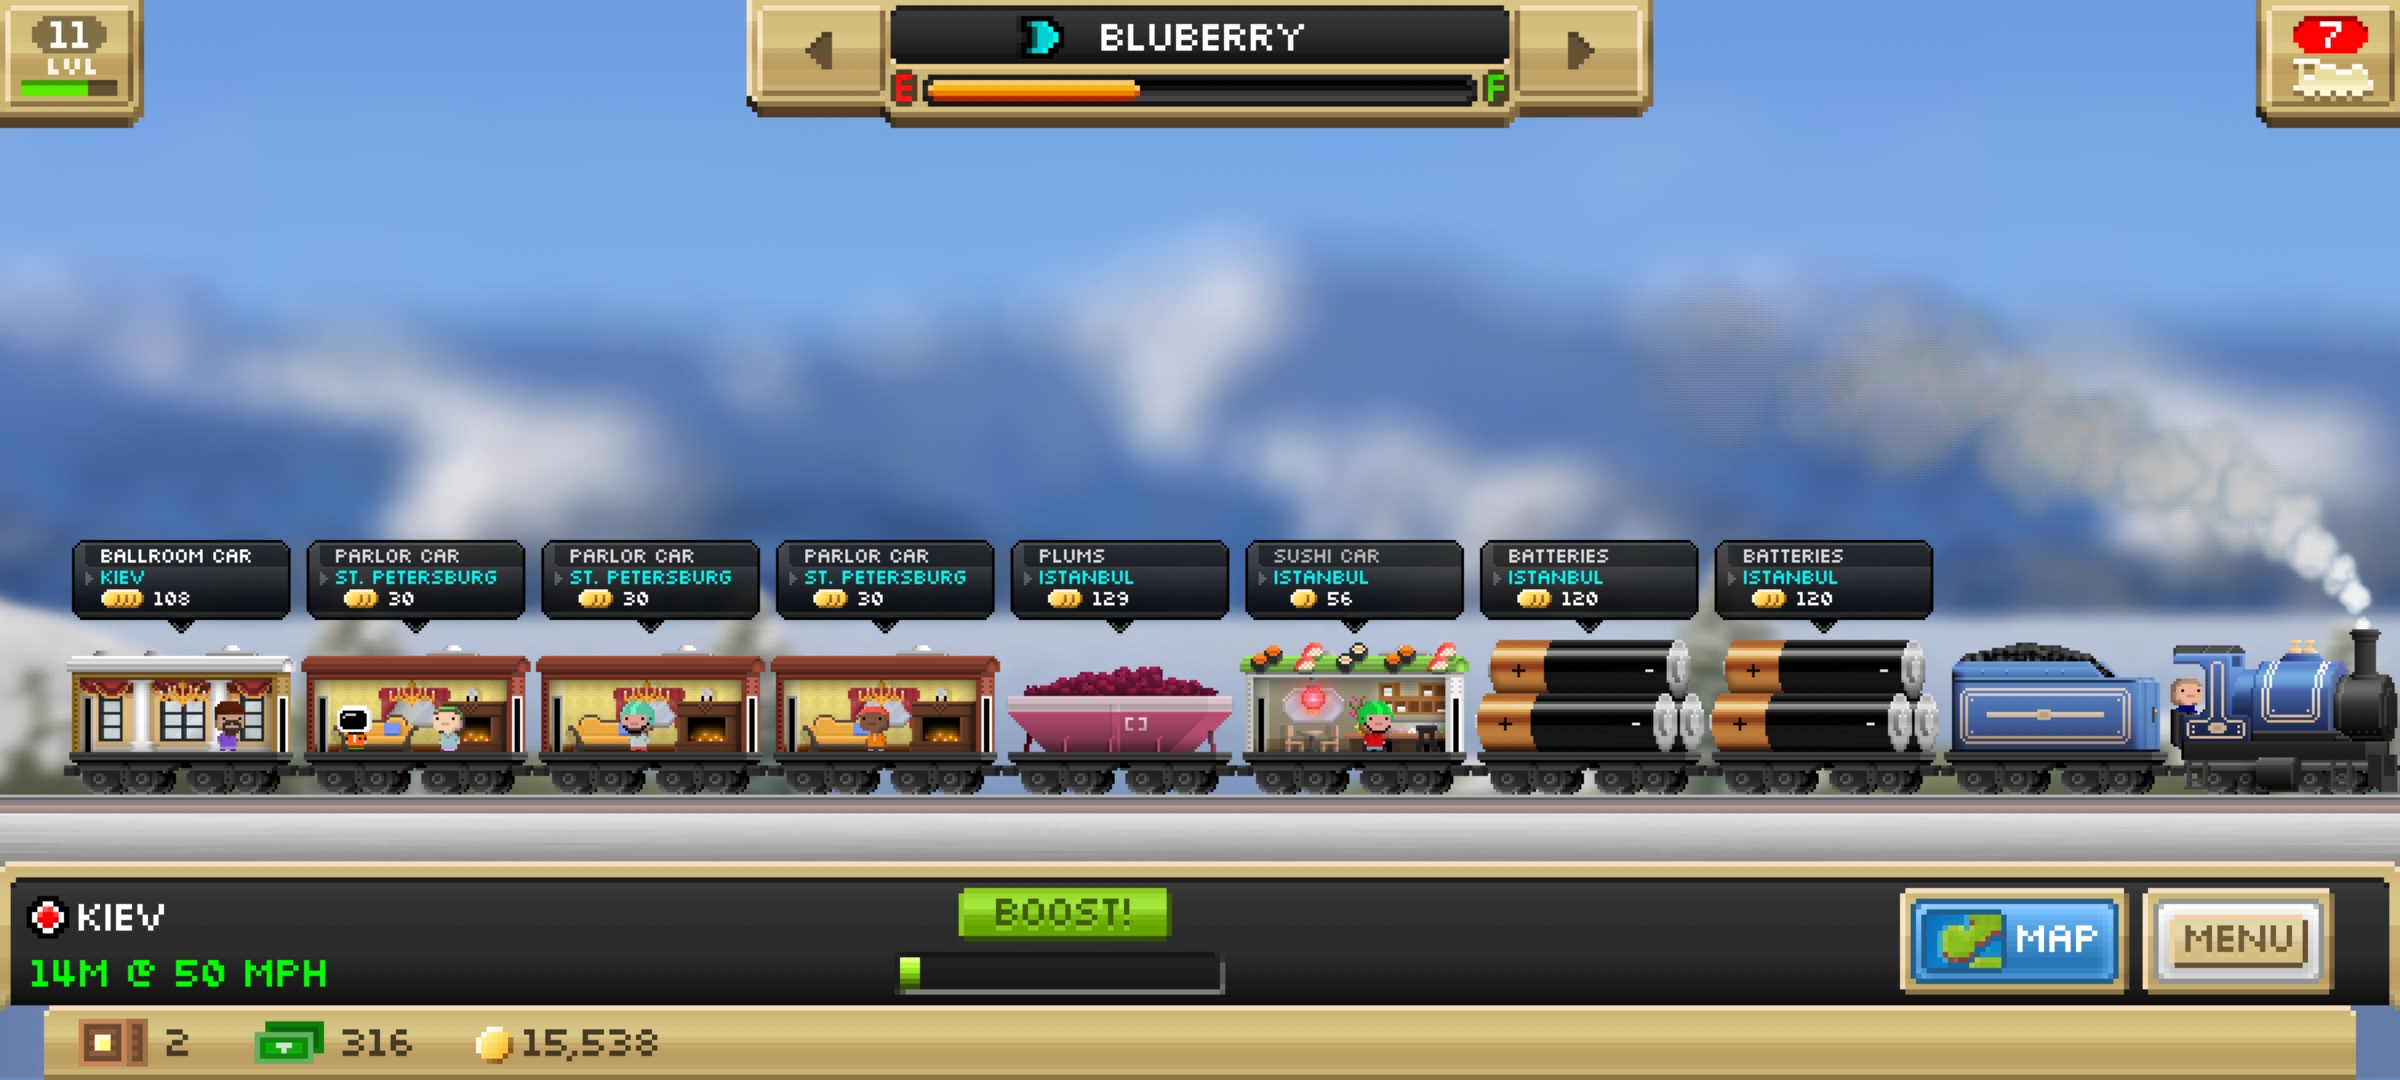 11
LVL
BLUBERRY
E F
7
BALLROOM CAR
KIEV
108
PARLOR CAR
ST. PETERSBURG
30
PARLOR CAR
ST. PETERSBURG
30
PARLOR CAR
ST. PETERSBURG
30
PLUMS
ISTANBUL
129
SUSHI CAR
ISTANBUL
56
BATTERIES
ISTANBUL
120
BATTERIES
ISTANBUL
120
KIEV
14M @ 50 MPH
BOOST!
MAP
MENU
2
316
15,538